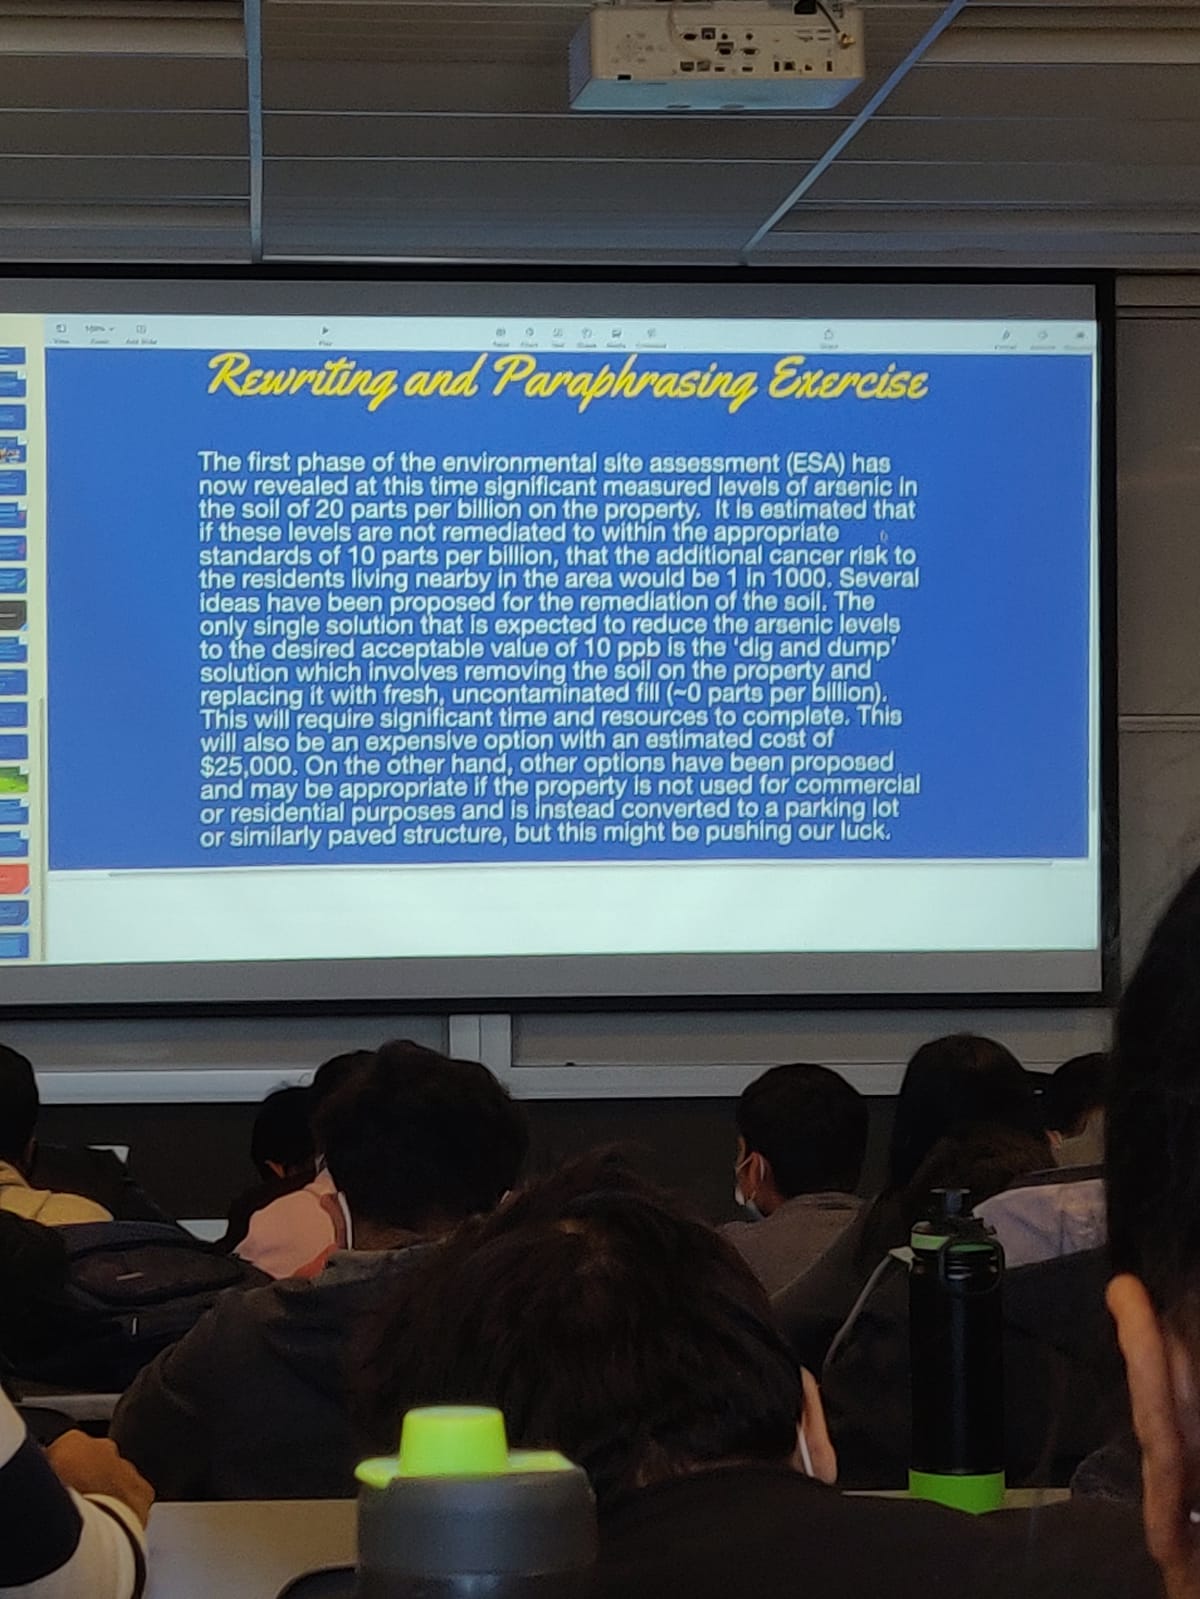 Rewriting and Paraphrasing Exercise
The first phase of the environmental site assessment (ESA) has
now revealed at this time significant measured levels of arsenic in
the soil of 20 parts per billion on the property. It is estimated that
if these levels are not remediated to within the appropriate
standards of 10 parts per billion, that the additional cancer risk to
the residents living nearby in the area would be 1 in 1000. Several
ideas have been proposed for the remediation of the soil. The
only single solution that is expected to reduce the arsenic levels
to the desired acceptable value of 10 ppb is the 'dig and dump'
solution which involves removing the soil on the property and
replacing it with fresh, uncontaminated fill (~0 parts per billion).
This will require significant time and resources to complete. This
will also be an expensive option with an estimated cost of
$25,000. On the other hand, other options have been proposed
and may be appropriate if the property is not used for commercial
or residential purposes and is instead converted to a parking lot
or similarly paved structure, but this might be pushing our luck.